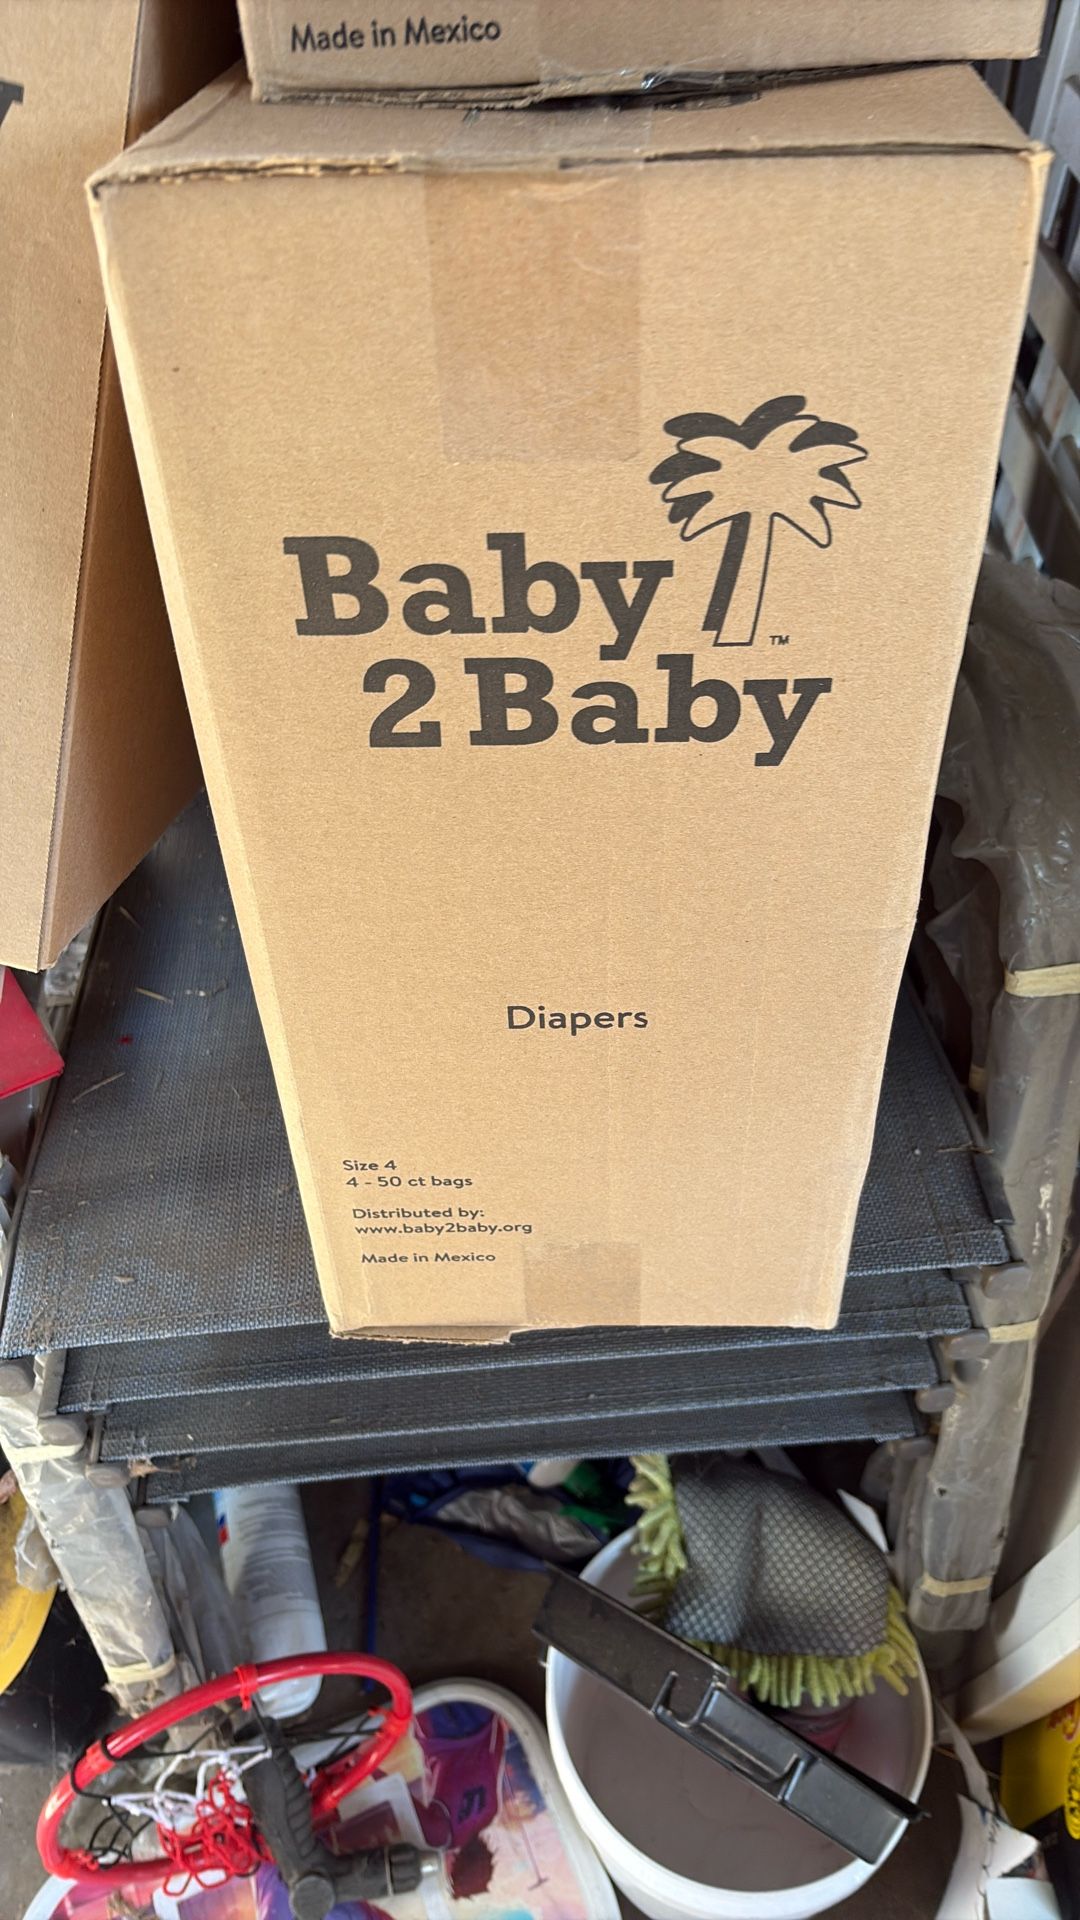 Made in Mexico
Baby
2 Baby
TM
Diapers
Size 4
4 - 50 ct bags
Distributed by:
www.baby2baby.org
Made in Mexico